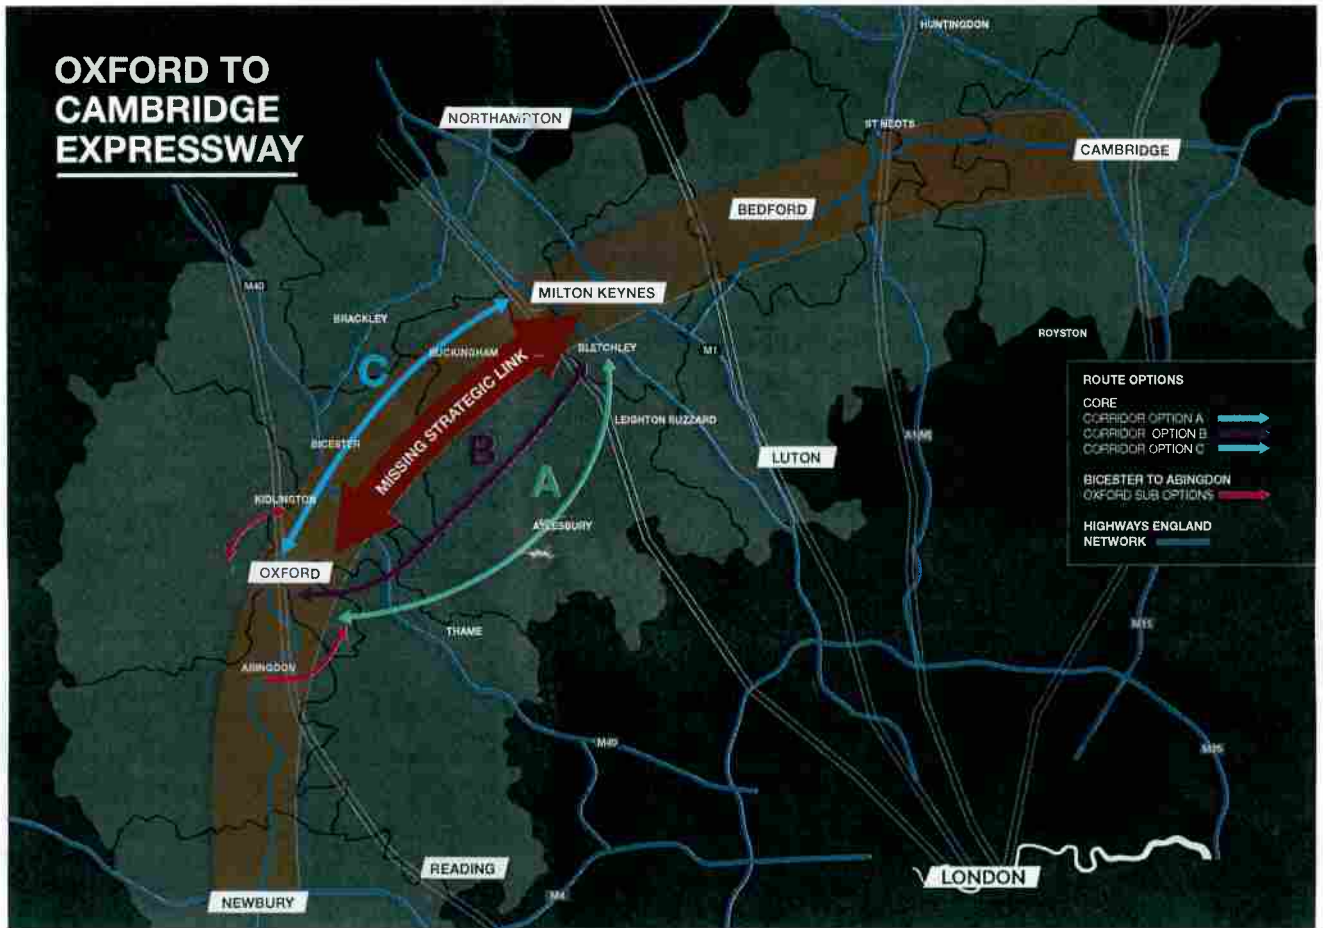 OXFORD TO
CAMBRIDGE
EXPRESSWAY
HUNTINGDON
NORTHAMPTON
ST NEOTS
CAMBRIDGE
BEDFORD
M40
MILTON KEYNES
BRACKLEY
ROYSTON
BUCKINGHAM
BLETCHLEY
M1
C
MISSING STRATEGIC LINK
LEIGHTON BUZZARD
BICESTER
B
LUTON
A
KIDLINGTON
AYLESBURY
OXFORD
THAME
ABINGDON
M40
M25
READING
M4
LONDON
NEWBURY
ROUTE OPTIONS
CORE
CORRIDOR OPTION A
CORRIDOR OPTION B
CORRIDOR OPTION C
BICESTER TO ABINGDON
OXFORD SUB OPTIONS
HIGHWAYS ENGLAND
NETWORK